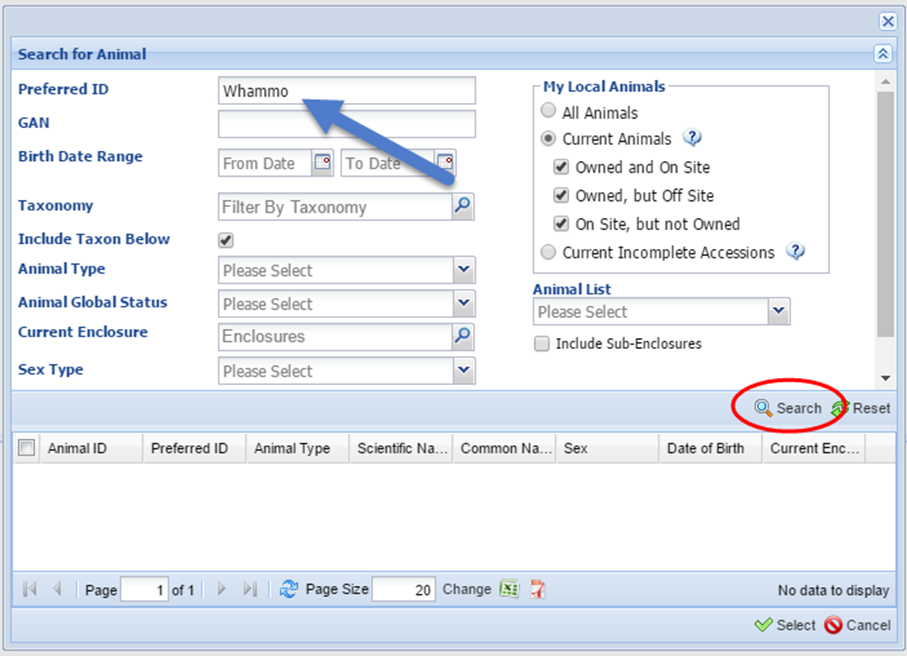 Search for Animal
Preferred ID
Whammo
GAN
Birth Date Range
From Date
To Date
Taxonomy
Filter By Taxonomy
Include Taxon Below
Animal Type
Please Select
Animal Global Status
Please Select
Current Enclosure
Enclosures
Sex Type
Please Select
My Local Animals
All Animals
Current Animals ?
Owned and On Site
Owned, but Off Site
On Site, but not Owned
Current Incomplete Accessions ?
Animal List
Please Select
Include Sub-Enclosures
Search Reset
Animal ID Preferred ID Animal Type Scientific Na... Common Na... Sex Date of Birth Current Enc...
Page 1 of 1 Page Size 20 Change No data to display
Select Cancel